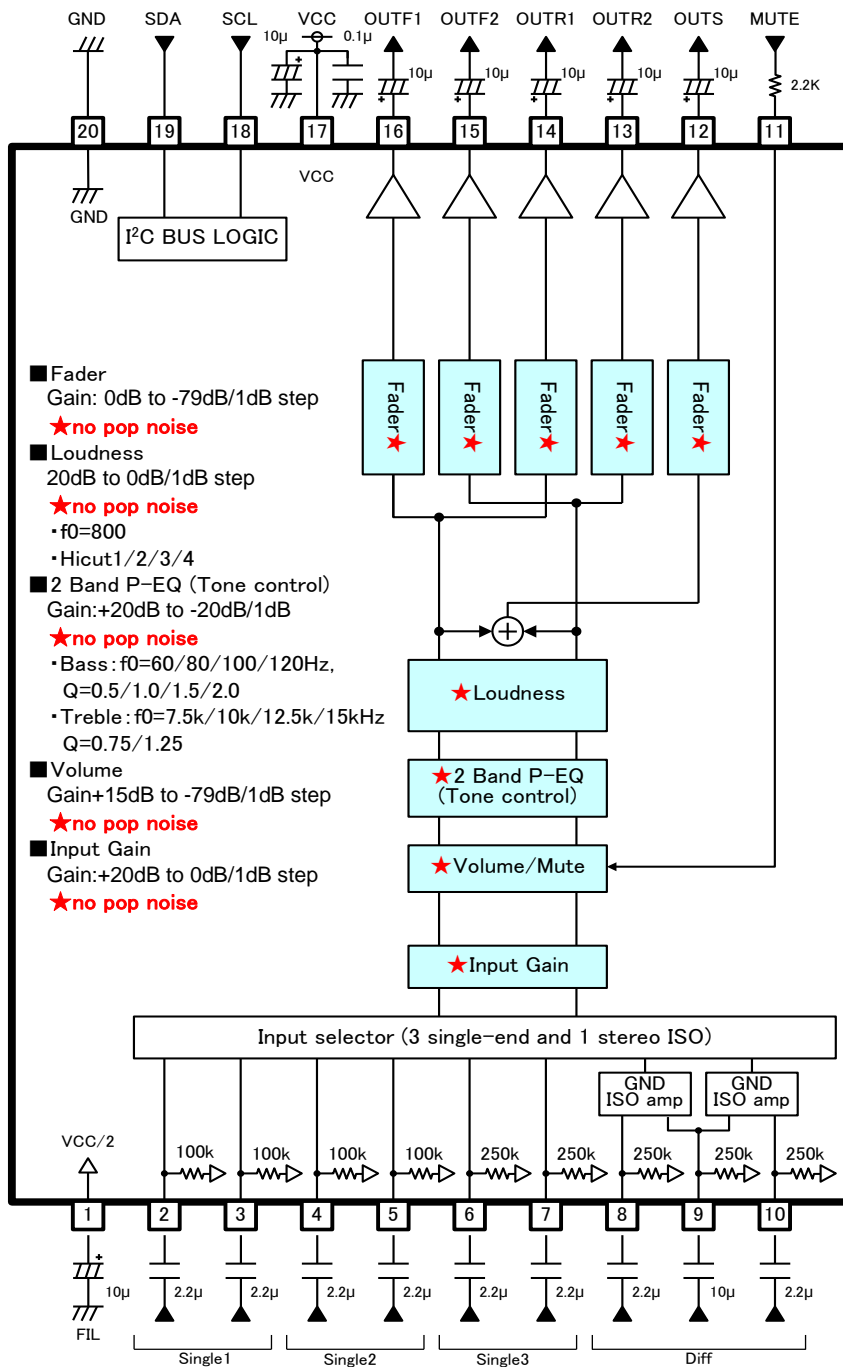 GND SDA SCL VCC OUTF1 OUTF2 OUTR1 OUTR2 OUTS MUTE
10μ + 0.1μ 10μ 10μ 10μ 10μ 10μ 2.2K
+ + + + +
20 19 18 17 16 15 14 13 12 11
VCC
GND
I²C BUS LOGIC
Fader★ Fader★ Fader★ Fader★ Fader★
■Fader
Gain: 0dB to -79dB/1dB step
★no pop noise
■Loudness
20dB to 0dB/1dB step
★no pop noise
・f0=800
・Hicut1/2/3/4
■2 Band P-EQ (Tone control)
Gain:+20dB to -20dB/1dB
★no pop noise
・Bass:f0=60/80/100/120Hz,
Q=0.5/1.0/1.5/2.0
・Treble:f0=7.5k/10k/12.5k/15kHz
Q=0.75/1.25
■Volume
Gain+15dB to -79dB/1dB step
★no pop noise
■Input Gain
Gain:+20dB to 0dB/1dB step
★no pop noise
+
★Loudness
★2 Band P-EQ
(Tone control)
★Volume/Mute
★Input Gain
Input selector (3 single-end and 1 stereo ISO)
GND
ISO amp
GND
ISO amp
VCC/2
100k 100k 100k 100k 250k 250k 250k 250k 250k
1 2 3 4 5 6 7 8 9 10
+
10μ 2.2μ 2.2μ 2.2μ 2.2μ 2.2μ 2.2μ 2.2μ 10μ 2.2μ
FIL
Single1 Single2 Single3 Diff